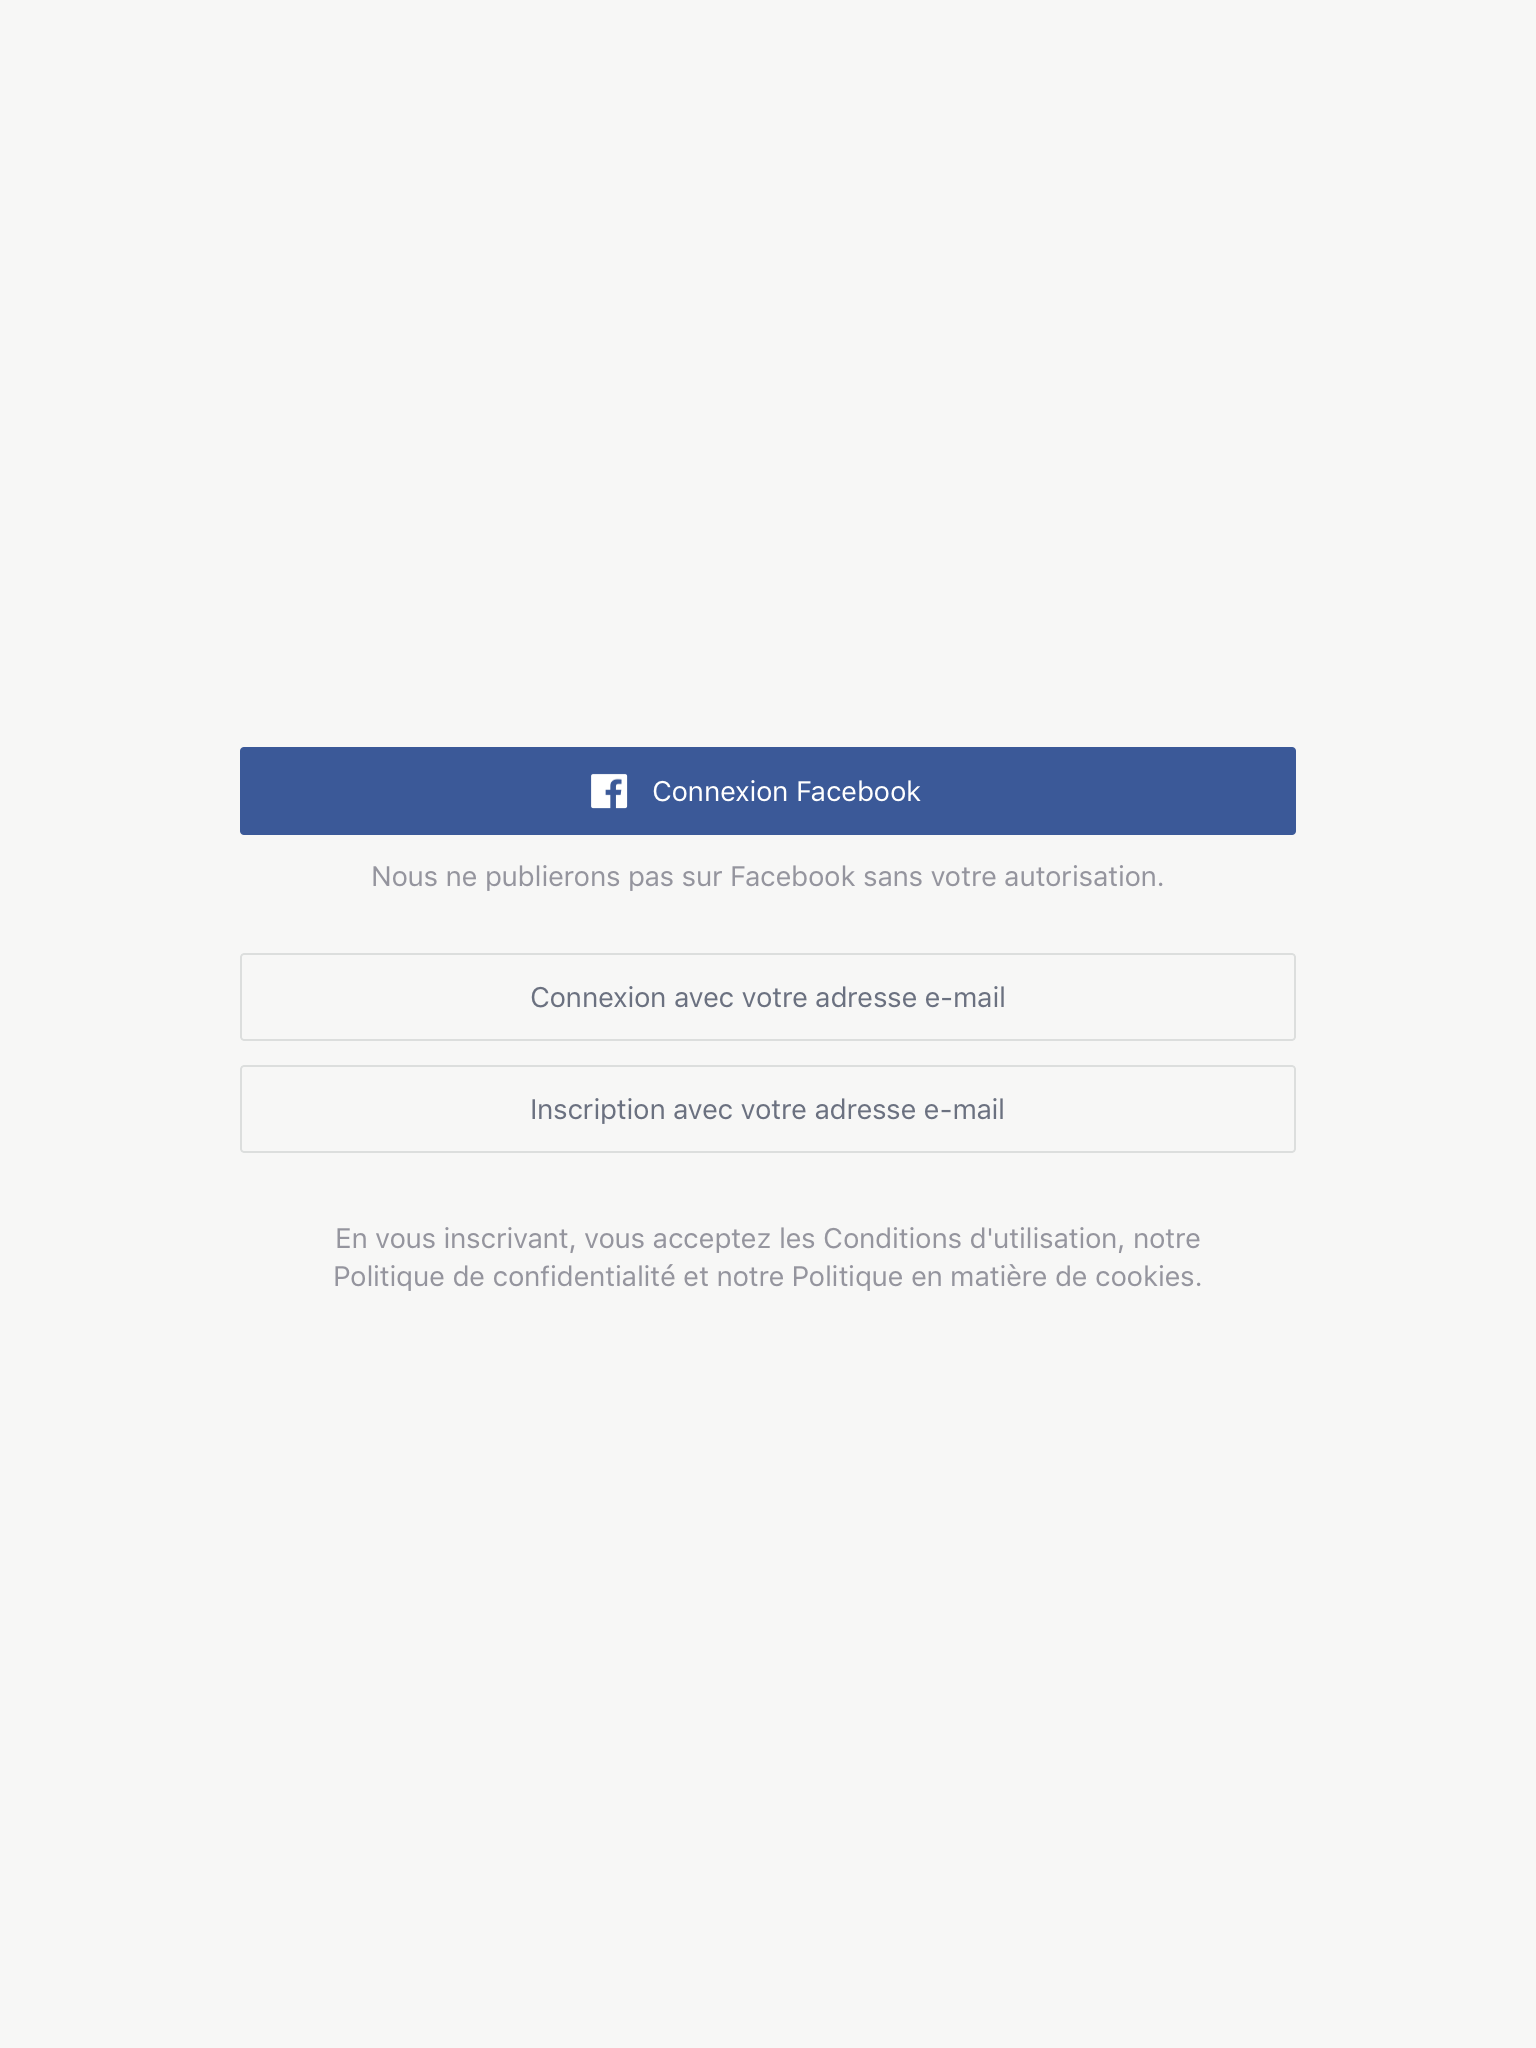 Connexion Facebook
Nous ne publierons pas sur Facebook sans votre autorisation.
Connexion avec votre adresse e-mail
Inscription avec votre adresse e-mail
En vous inscrivant, vous acceptez les Conditions d'utilisation, notre
Politique de confidentialité et notre Politique en matière de cookies.